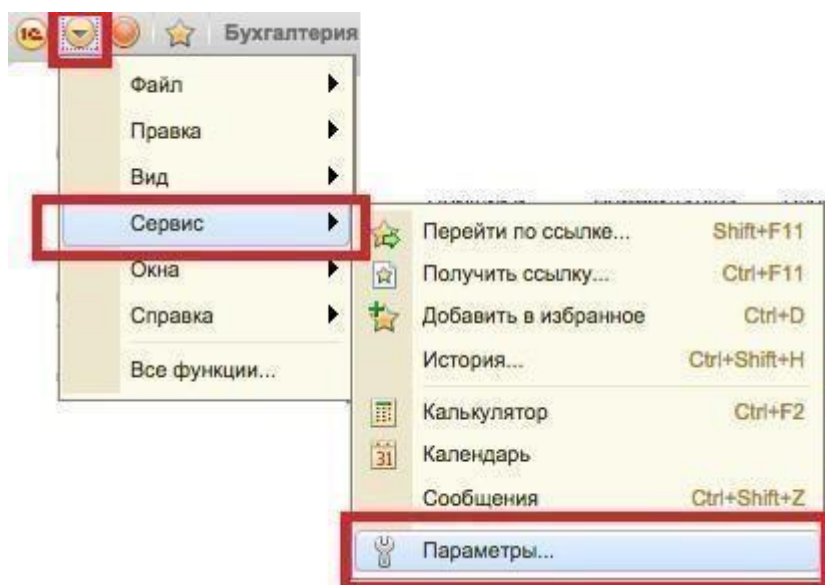 1С Бухгалтерия
Файл
Правка
Вид
Сервис
Окна
Справка
Все функции...
Перейти по ссылке... Shift+F11
Получить ссылку... Ctrl+F11
Добавить в избранное Ctrl+D
История... Ctrl+Shift+H
Калькулятор Ctrl+F2
31 Календарь
Сообщения Ctrl+Shift+Z
Параметры...